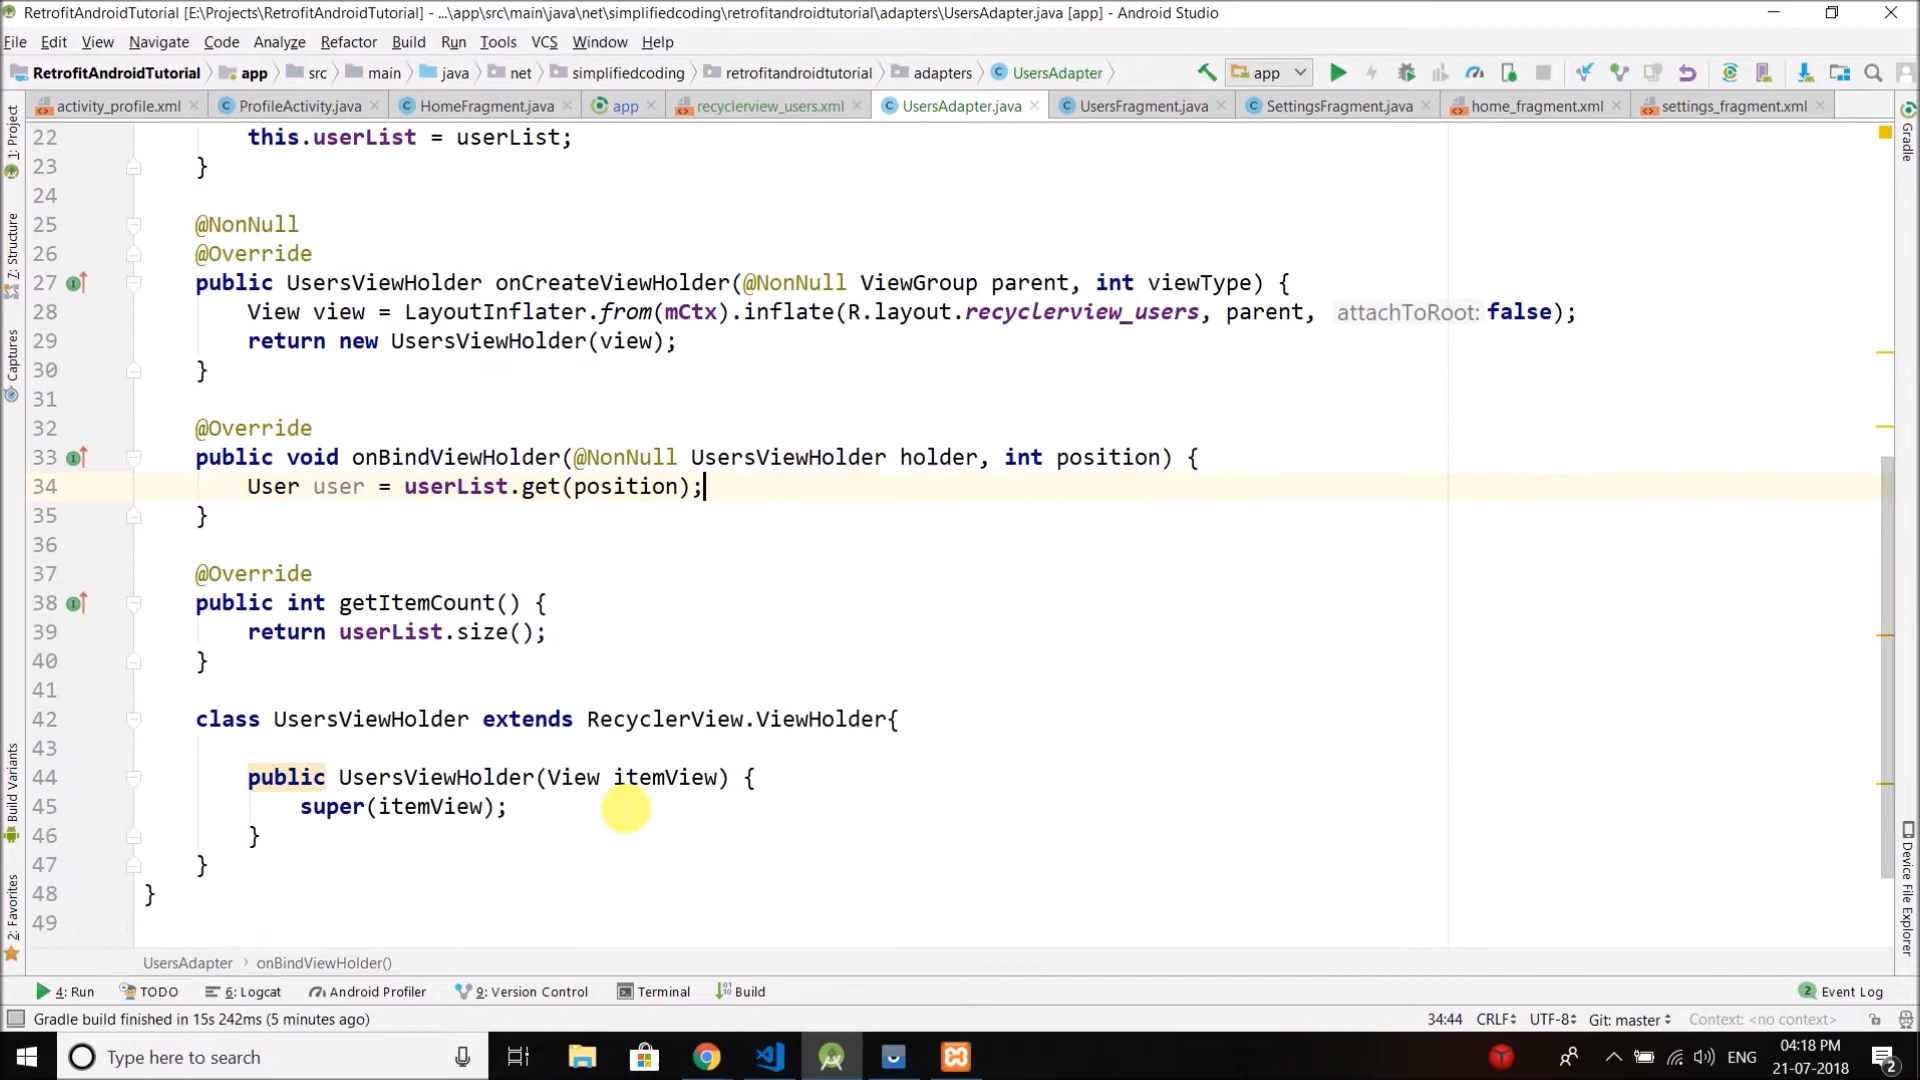 RetrofitAndroidTutorial [E:\Projects\RetrofitAndroidTutorial] - ...\app\src\main\java\net\simplifiedcoding\retrofitandroidtutorial\adapters\UsersAdapter.java [app] - Android Studio
File Edit View Navigate Code Analyze Refactor Build Run Tools VCS Window Help
RetrofitAndroidTutorial app src main java net simplifiedcoding retrofitandroidtutorial adapters UsersAdapter app
activity_profile.xml ProfileActivity.java HomeFragment.java app recyclerview_users.xml UsersAdapter.java UsersFragment.java SettingsFragment.java home_fragment.xml settings_fragment.xml
1: Project
7: Structure
Captures
Build Variants
2: Favorites
Gradle
Device File Explorer
22 this.userList = userList;
23 }
24
25 @NonNull
26 @Override
27 public UsersViewHolder onCreateViewHolder(@NonNull ViewGroup parent, int viewType) {
28 View view = LayoutInflater.from(mCtx).inflate(R.layout.recyclerview_users, parent, attachToRoot: false);
29 return new UsersViewHolder(view);
30 }
31
32 @Override
33 public void onBindViewHolder(@NonNull UsersViewHolder holder, int position) {
34 User user = userList.get(position);
35 }
36
37 @Override
38 public int getItemCount() {
39 return userList.size();
40 }
41
42 class UsersViewHolder extends RecyclerView.ViewHolder{
43
44 public UsersViewHolder(View itemView) {
45 super(itemView);
46 }
47 }
48 }
49
UsersAdapter › onBindViewHolder()
4: Run TODO 6: Logcat Android Profiler 9: Version Control Terminal Build 2 Event Log
Gradle build finished in 15s 242ms (5 minutes ago) 34:44 CRLF UTF-8 Git: master Context: <no context>
Type here to search ENG 04:18 PM 2
21-07-2018